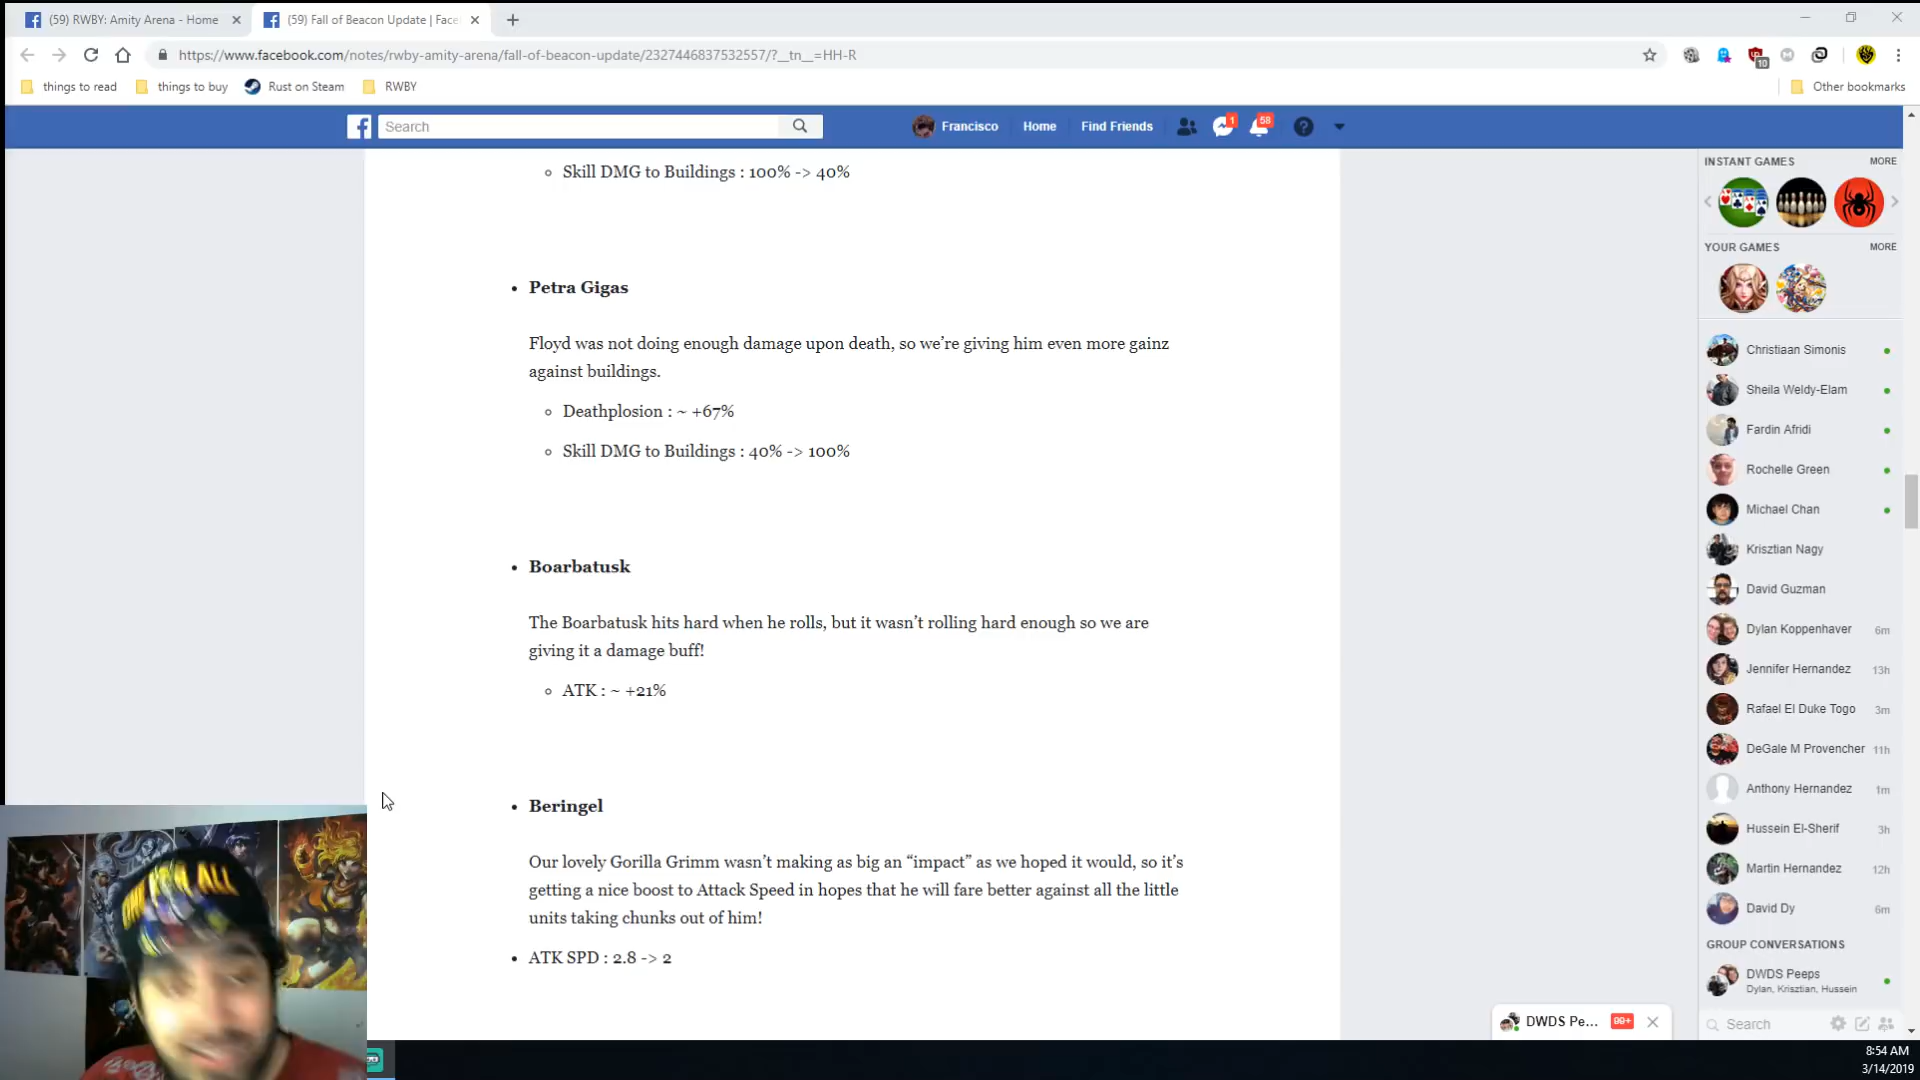 (59) RWBY: Amity Arena - Home
(59) Fall of Beacon Update | Face
https://www.facebook.com/notes/rwby-amity-arena/fall-of-beacon-update/2327446837532557/?__tn__=HH-R
10
things to read
things to buy
Rust on Steam
RWBY
Other bookmarks
Search
Francisco
Home
Find Friends
1
58
Skill DMG to Buildings : 100% -> 40%
Petra Gigas
Floyd was not doing enough damage upon death, so we’re giving him even more gainz
against buildings.
Deathplosion : ~ +67%
Skill DMG to Buildings : 40% -> 100%
Boarbatusk
The Boarbatusk hits hard when he rolls, but it wasn’t rolling hard enough so we are
giving it a damage buff!
ATK : ~ +21%
Beringel
Our lovely Gorilla Grimm wasn’t making as big an “impact” as we hoped it would, so it’s
getting a nice boost to Attack Speed in hopes that he will fare better against all the little
units taking chunks out of him!
ATK SPD : 2.8 -> 2
INSTANT GAMES
MORE
YOUR GAMES
MORE
Christiaan Simonis
Sheila Weldy-Elam
Fardin Afridi
Rochelle Green
Michael Chan
Krisztian Nagy
David Guzman
Dylan Koppenhaver 6m
Jennifer Hernandez 13h
Rafael El Duke Togo 3m
DeGale M Provencher 11h
Anthony Hernandez 1m
Hussein El-Sherif 3h
Martin Hernandez 12h
David Dy 6m
GROUP CONVERSATIONS
DWDS Peeps
Dylan, Krisztian, Hussein
DWDS Pe... 99+
Search
8:54 AM
3/14/2019